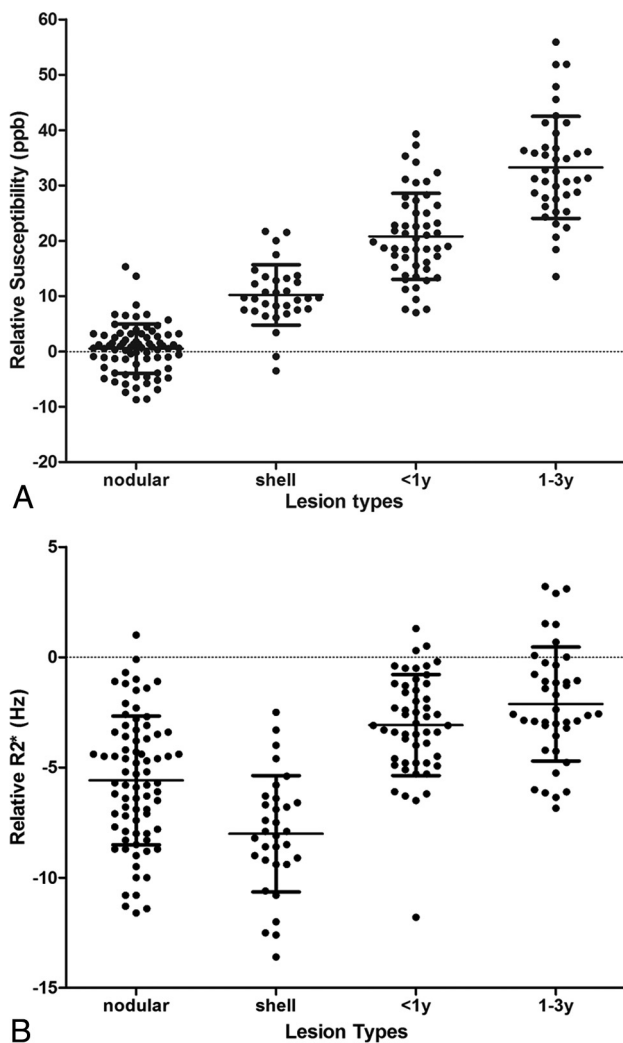 60
50
40
30
20
10
0
-10
-20
Relative Susceptibility (ppb)
nodular shell <1y 1-3y
Lesion types
A
5
0
-5
-10
-15
Relative R2* (Hz)
nodular shell <1y 1-3y
Lesion Types
B